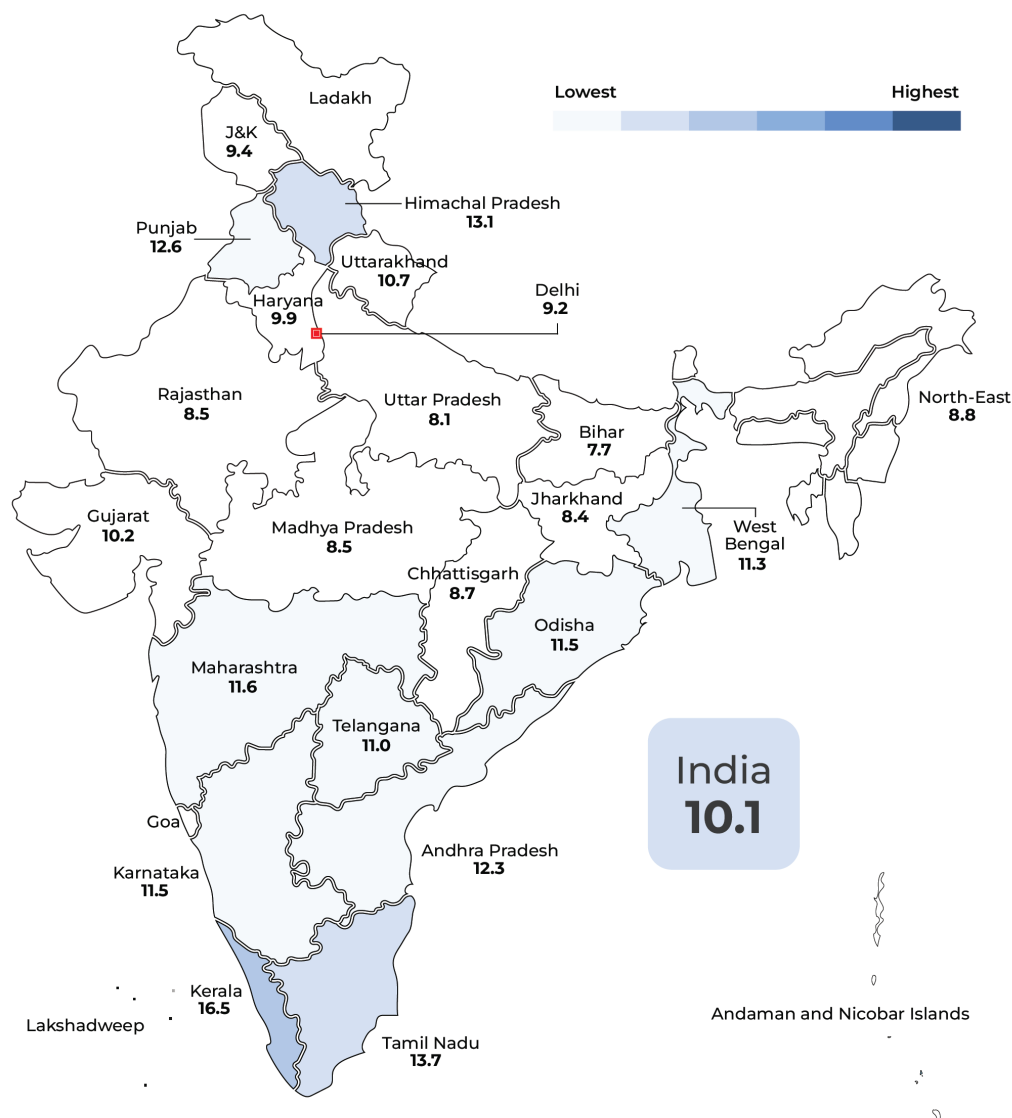 Ladakh
Lowest
Highest
J&K
9.4
Himachal Pradesh
13.1
Punjab
12.6
Uttarakhand
10.7
Delhi
9.2
Haryana
9.9
Rajasthan
8.5
Uttar Pradesh
8.1
North-East
8.8
Bihar
7.7
Jharkhand
8.4
Gujarat
10.2
Madhya Pradesh
8.5
West
Bengal
11.3
Chhattisgarh
8.7
Odisha
11.5
Maharashtra
11.6
Telangana
11.0
India
10.1
Goa
Andhra Pradesh
12.3
Karnataka
11.5
Kerala
16.5
Lakshadweep
Andaman and Nicobar Islands
Tamil Nadu
13.7